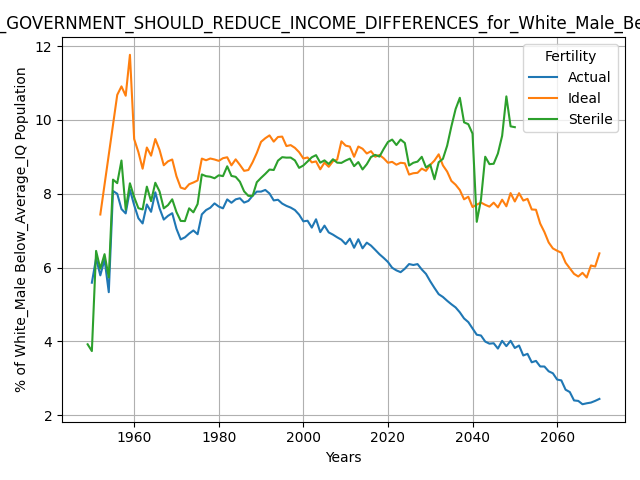 _GOVERNMENT_SHOULD_REDUCE_INCOME_DIFFERENCES_for_White_Male_Be
% of White_Male Below_Average_IQ Population
12
10
8
6
4
2
Fertility
Actual
Ideal
Sterile
1960
1980
2000
2020
2040
2060
Years